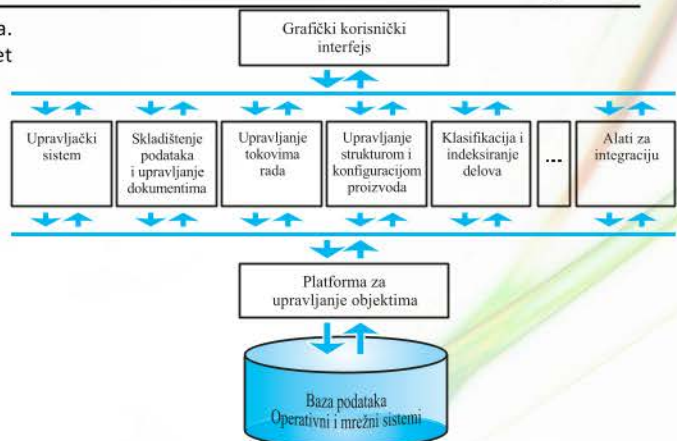 a.
et
Grafički korisnički
interfejs
Upravljački
sistem
Skladištenje
podataka
i upravljanje
dokumentima
Upravljanje
tokovima
rada
Upravljanje
strukturom i
konfiguracijom
proizvoda
Klasifikacija i
indeksiranje
delova
...
Alati za
integraciju
Platforma za
upravljanje objektima
Baza podataka
Operativni i mrežni sistemi